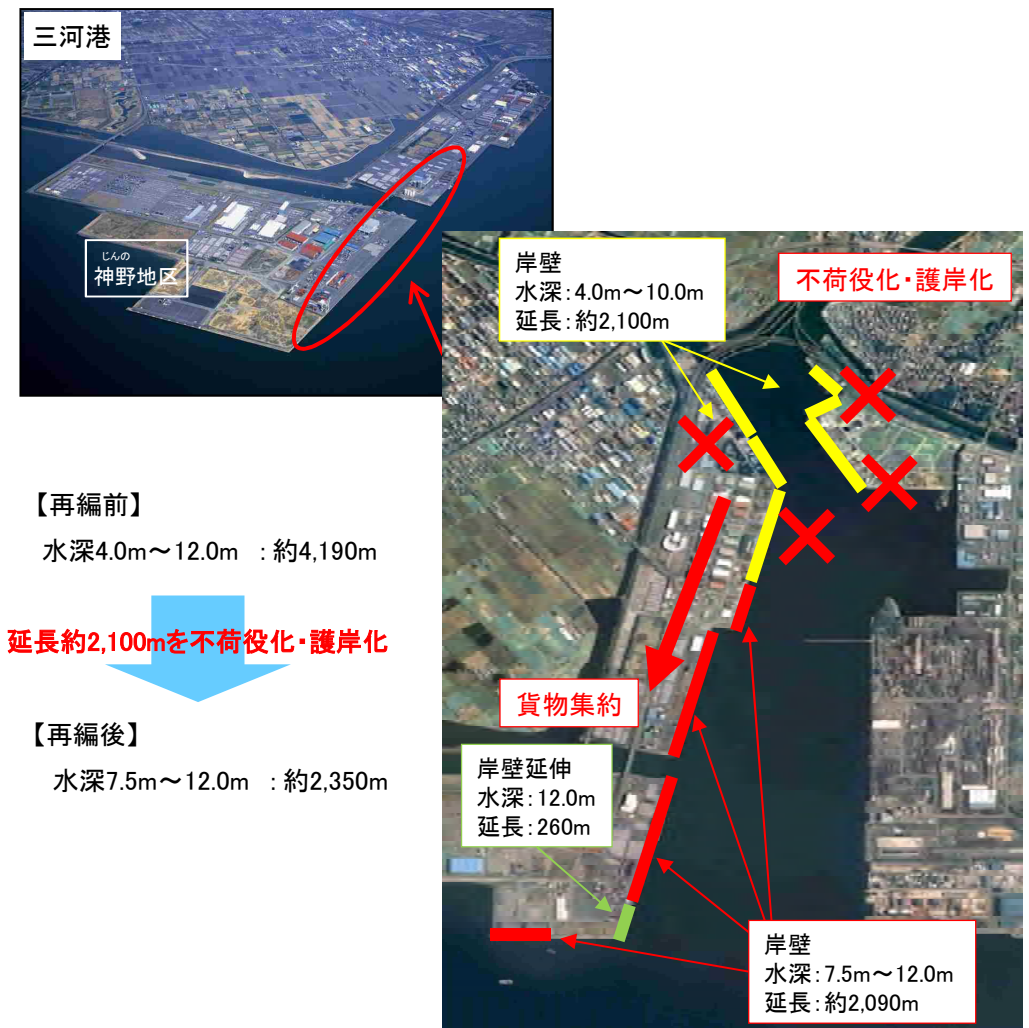 三河港
じんの
神野地区
岸壁
水深：4.0m～10.0m
延長：約2,100m
不荷役化・護岸化
【再編前】
水深4.0m～12.0m ：約4,190m
延長約2,100mを不荷役化・護岸化
【再編後】
水深7.5m～12.0m ：約2,350m
貨物集約
岸壁延伸
水深：12.0m
延長：260m
岸壁
水深：7.5m～12.0m
延長：約2,090m